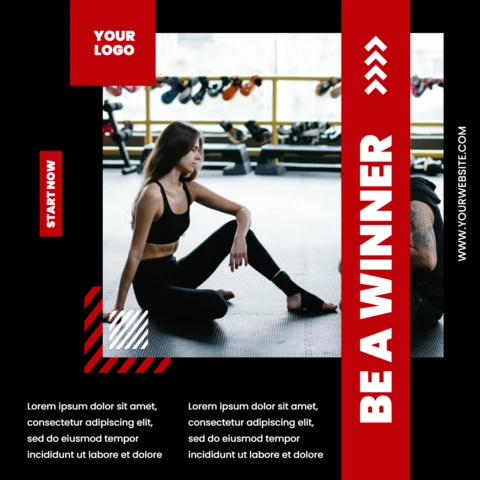 YOUR
LOGO
START NOW
BE A WINNER
WWW.YOURWEBSITE.COM
Lorem ipsum dolor sit amet,
consectetur adipiscing elit,
sed do eiusmod tempor
incididunt ut labore et dolore
Lorem ipsum dolor sit amet,
consectetur adipiscing elit,
sed do eiusmod tempor
incididunt ut labore et dolore